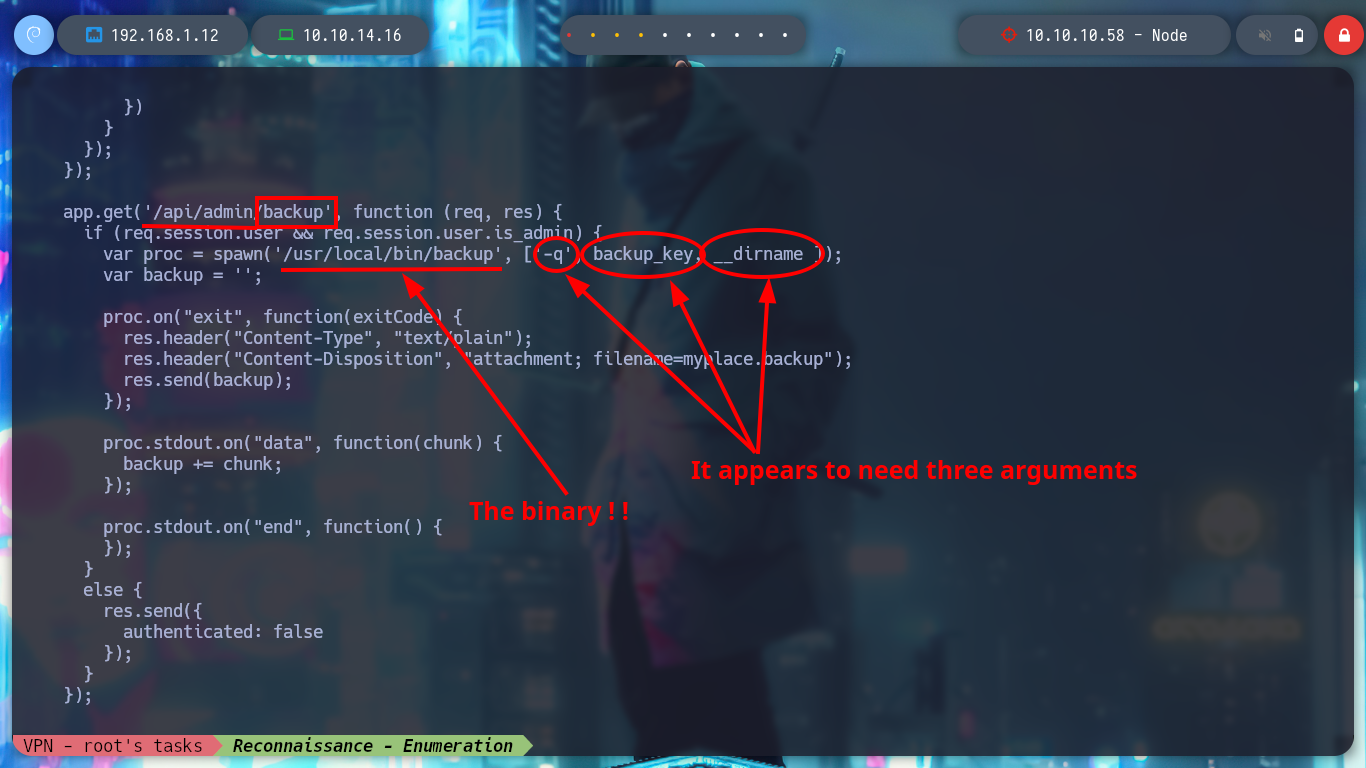 192.168.1.12
10.10.14.16
10.10.10.58 - Node
})
}
});
});
app.get('/api/admin/backup', function (req, res) {
if (req.session.user && req.session.user.is_admin) {
var proc = spawn('/usr/local/bin/backup', ['-q', backup_key, __dirname ]);
var backup = '';
proc.on("exit", function(exitCode) {
res.header("Content-Type", "text/plain");
res.header("Content-Disposition", "attachment; filename=myplace.backup");
res.send(backup);
});
proc.stdout.on("data", function(chunk) {
backup += chunk;
});
It appears to need three arguments
The binary ! !
proc.stdout.on("end", function() {
});
}
else {
res.send({
authenticated: false
});
}
});
VPN - root's tasks
Reconnaissance - Enumeration